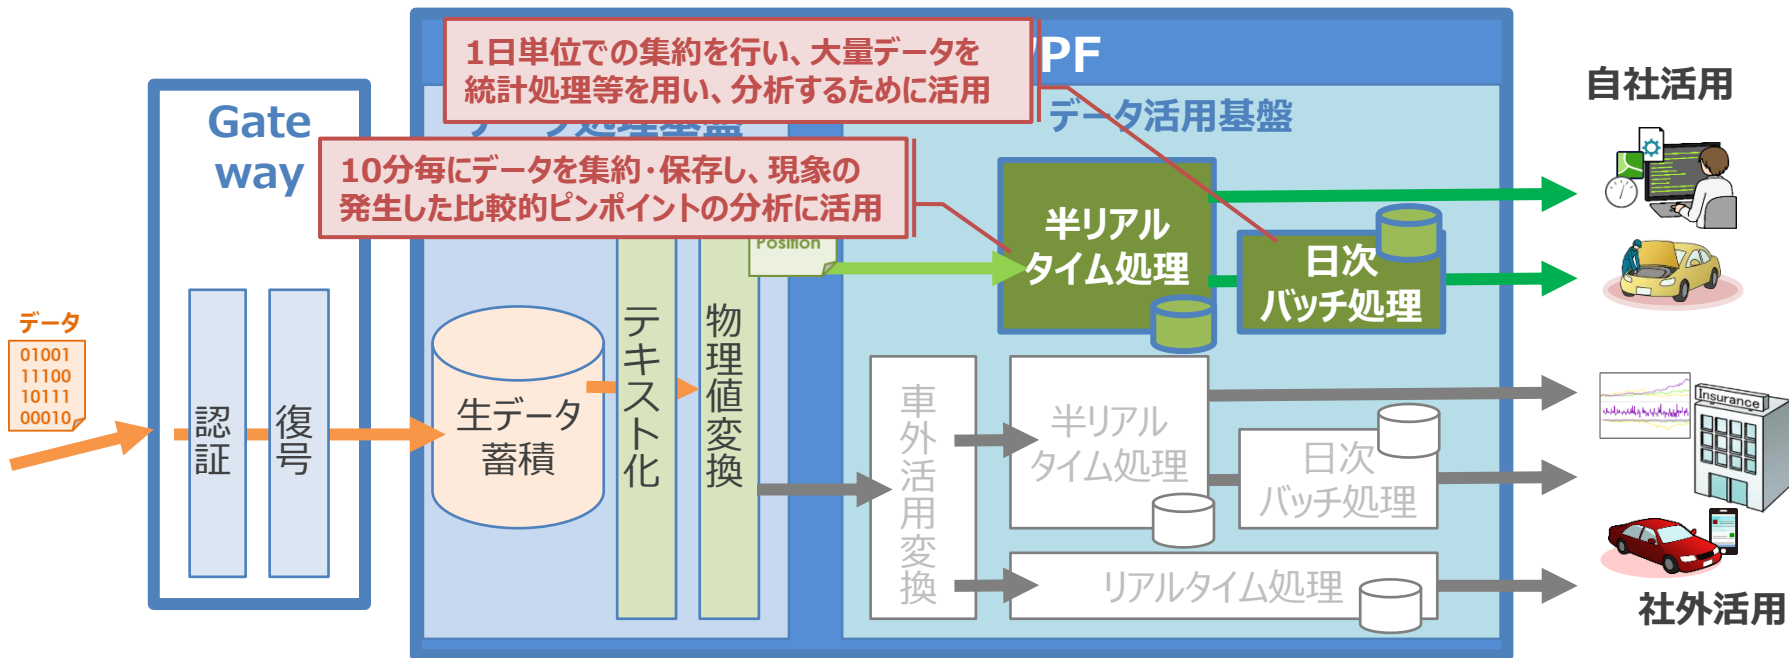 1日単位での集約を行い、大量データを
統計処理等を用い、分析するために活用
PF
データ活用基盤
自社活用
Gate
way
10分毎にデータを集約・保存し、現象の
発生した比較的ピンポイントの分析に活用
Position
半リアル
タイム処理
日次
バッチ処理
データ
01001
11100
10111
00010
認証
復号
生データ
蓄積
テキスト化
物理値変換
車外活用変換
半リアル
タイム処理
日次
バッチ処理
リアルタイム処理
Insurance
社外活用